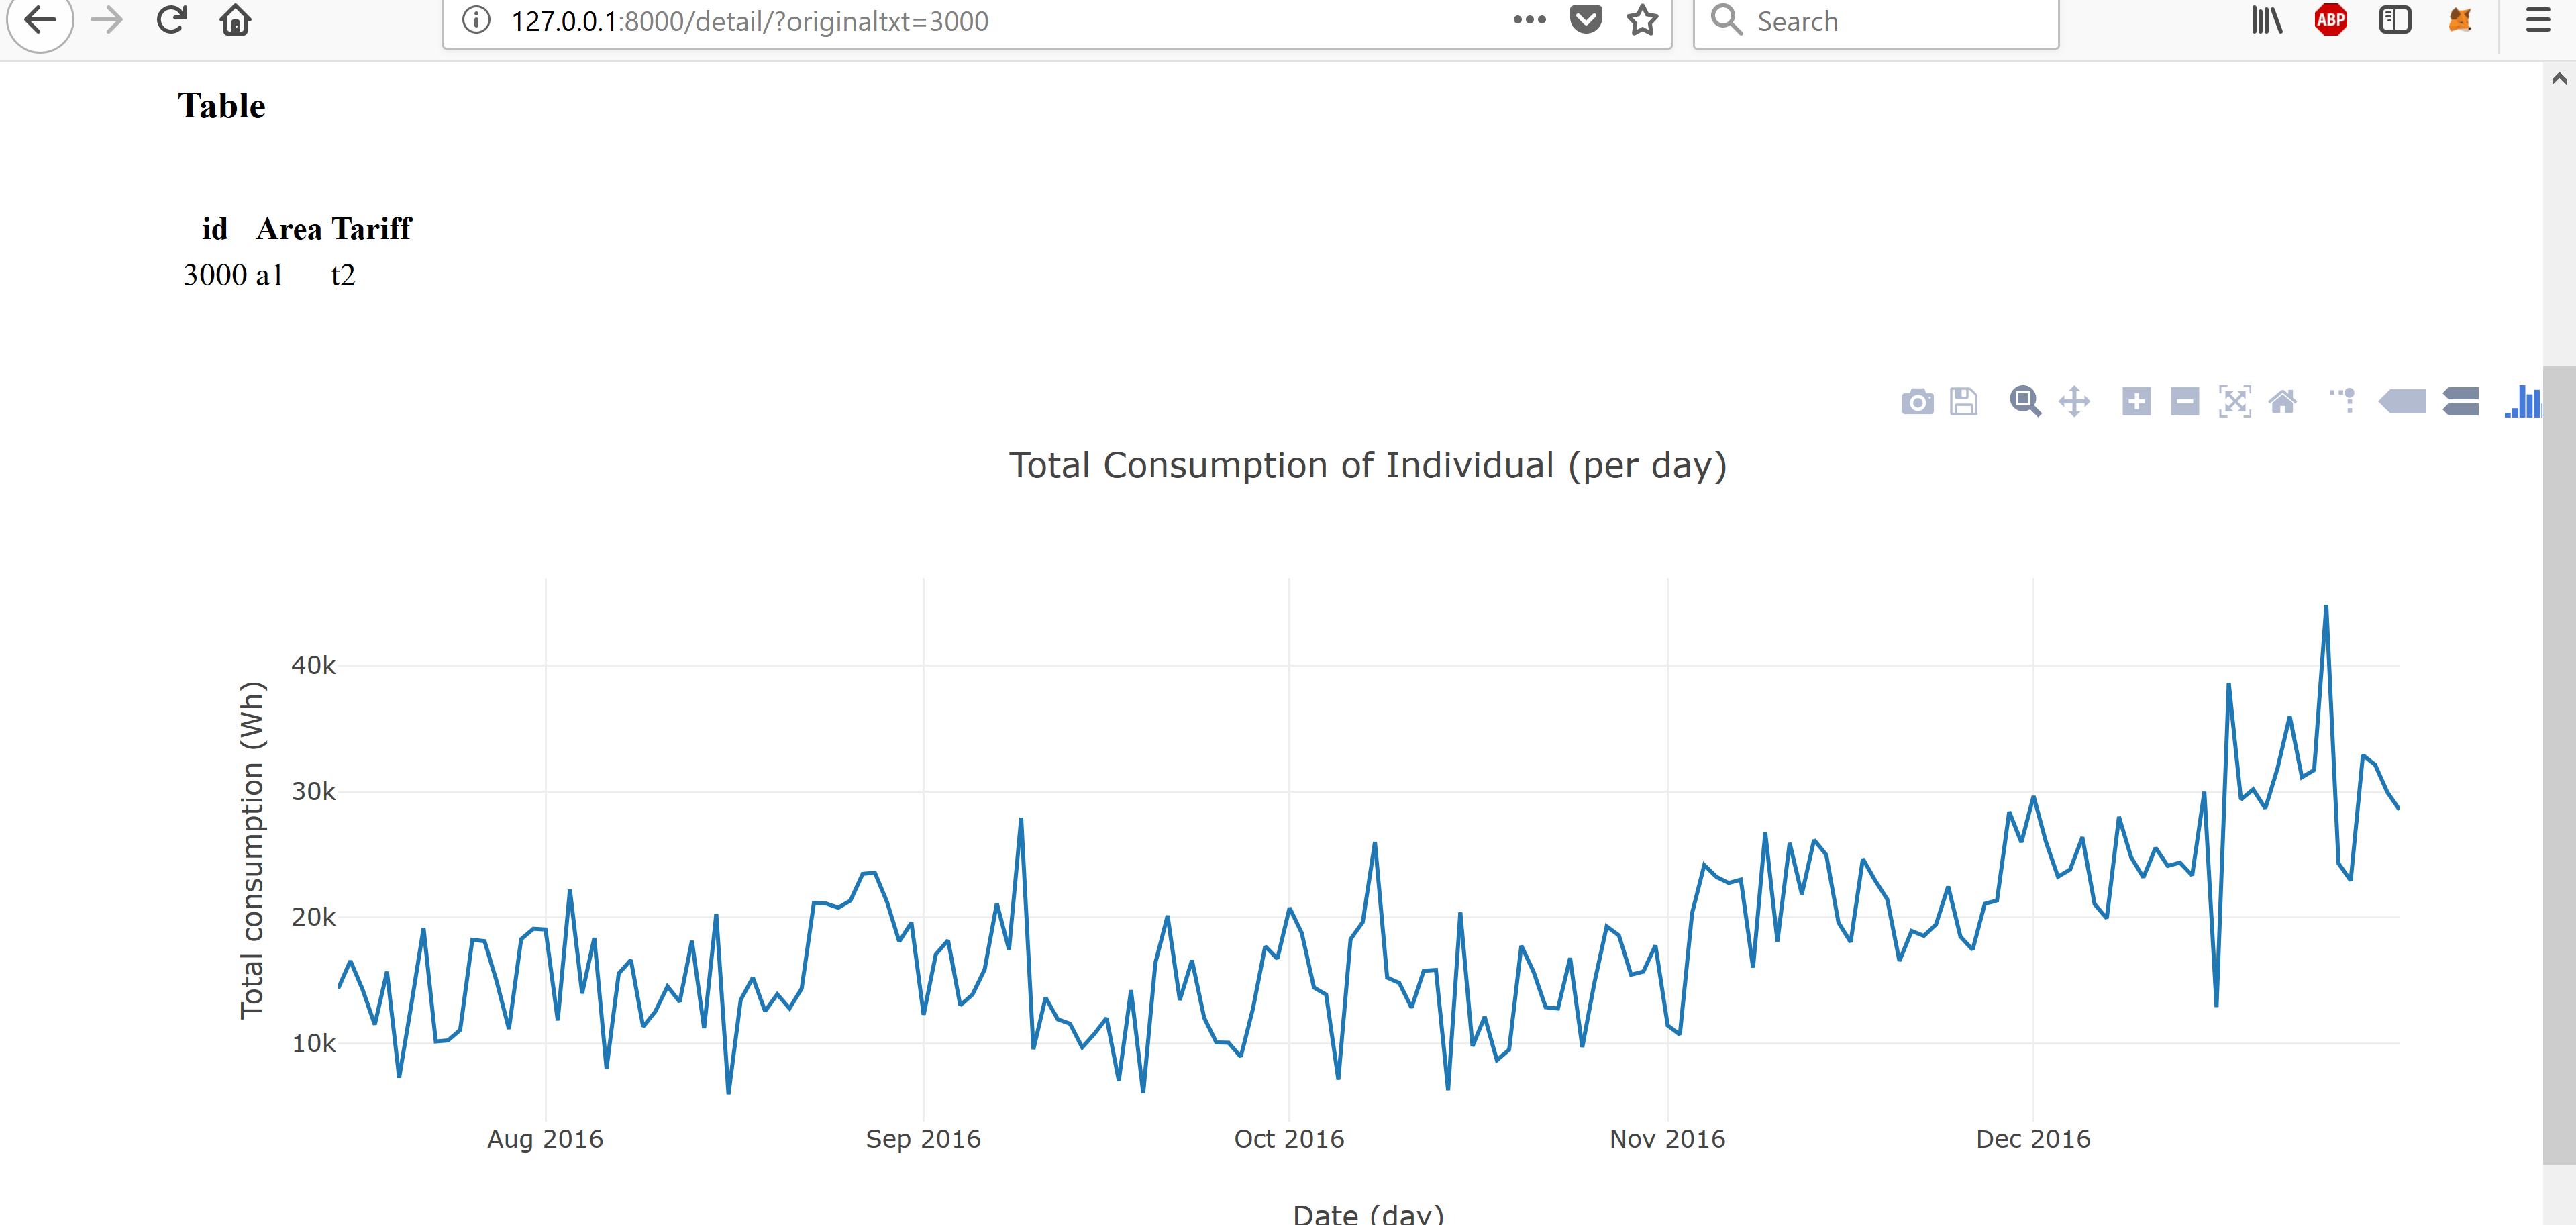 127.0.0.1:8000/detail/?originaltxt=3000
Search
ABP
Table
id Area Tariff
3000 a1 t2
Total Consumption of Individual (per day)
Total consumption (Wh)
40k
30k
20k
10k
Aug 2016 Sep 2016 Oct 2016 Nov 2016 Dec 2016
Date (day)